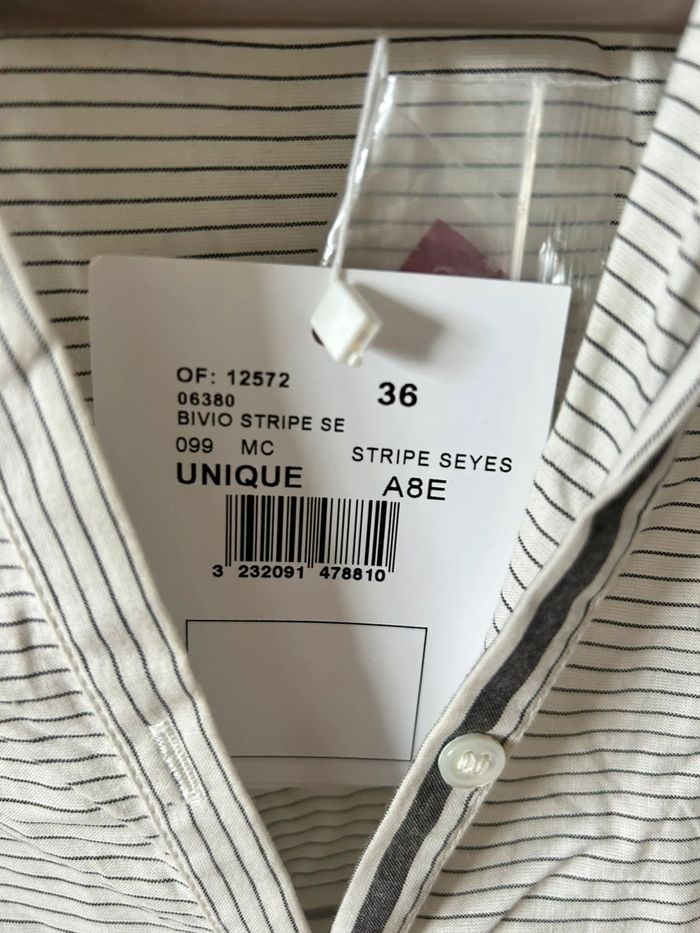 OF: 12572
36
06380
BIVIO STRIPE SE
099 MC
STRIPE SEYES
UNIQUE
A8E
3 232091 478810